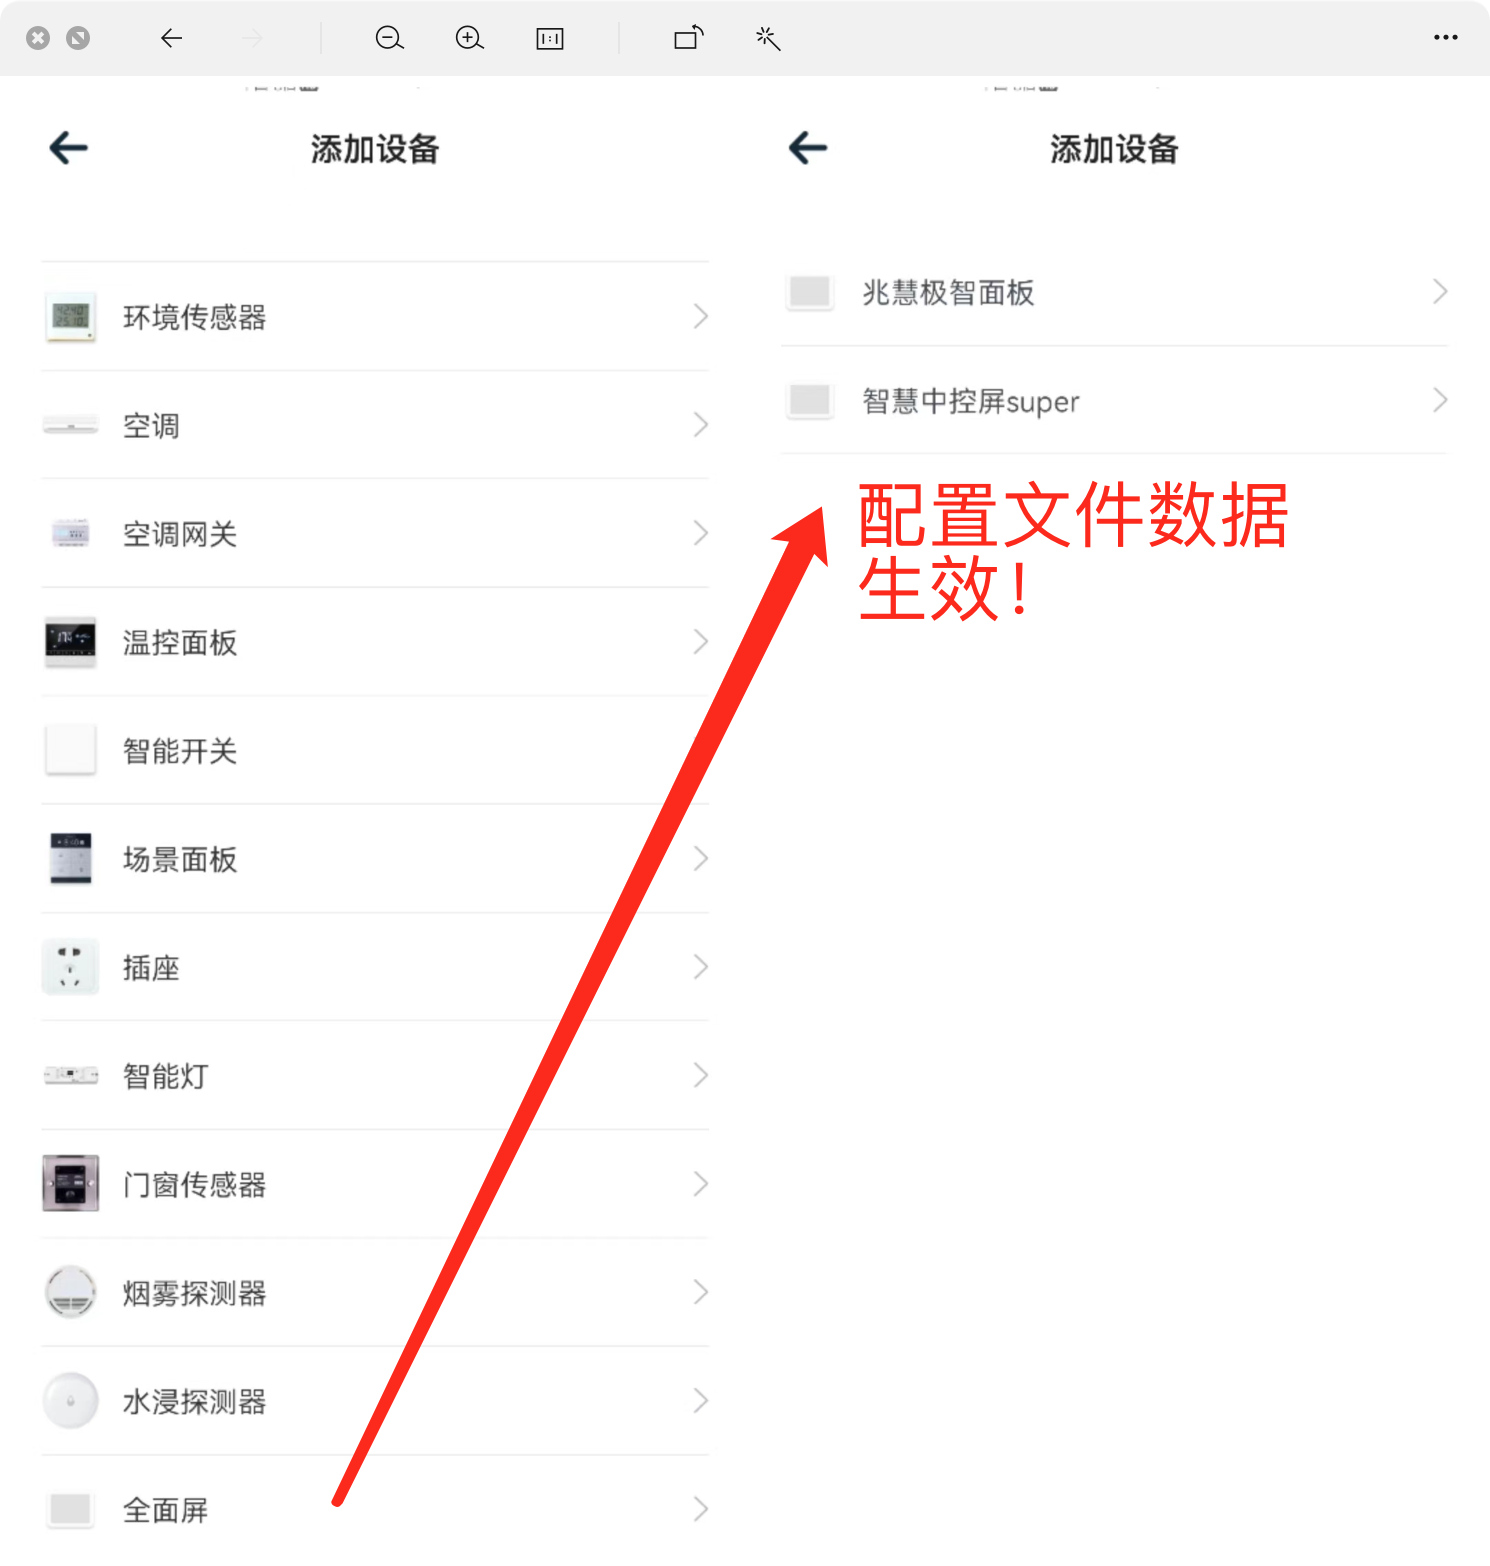 添加设备
环境传感器
空调
空调网关
温控面板
智能开关
场景面板
插座
智能灯
门窗传感器
烟雾探测器
水浸探测器
全面屏
添加设备
兆慧极智面板
智慧中控屏super
配置文件数据
生效！